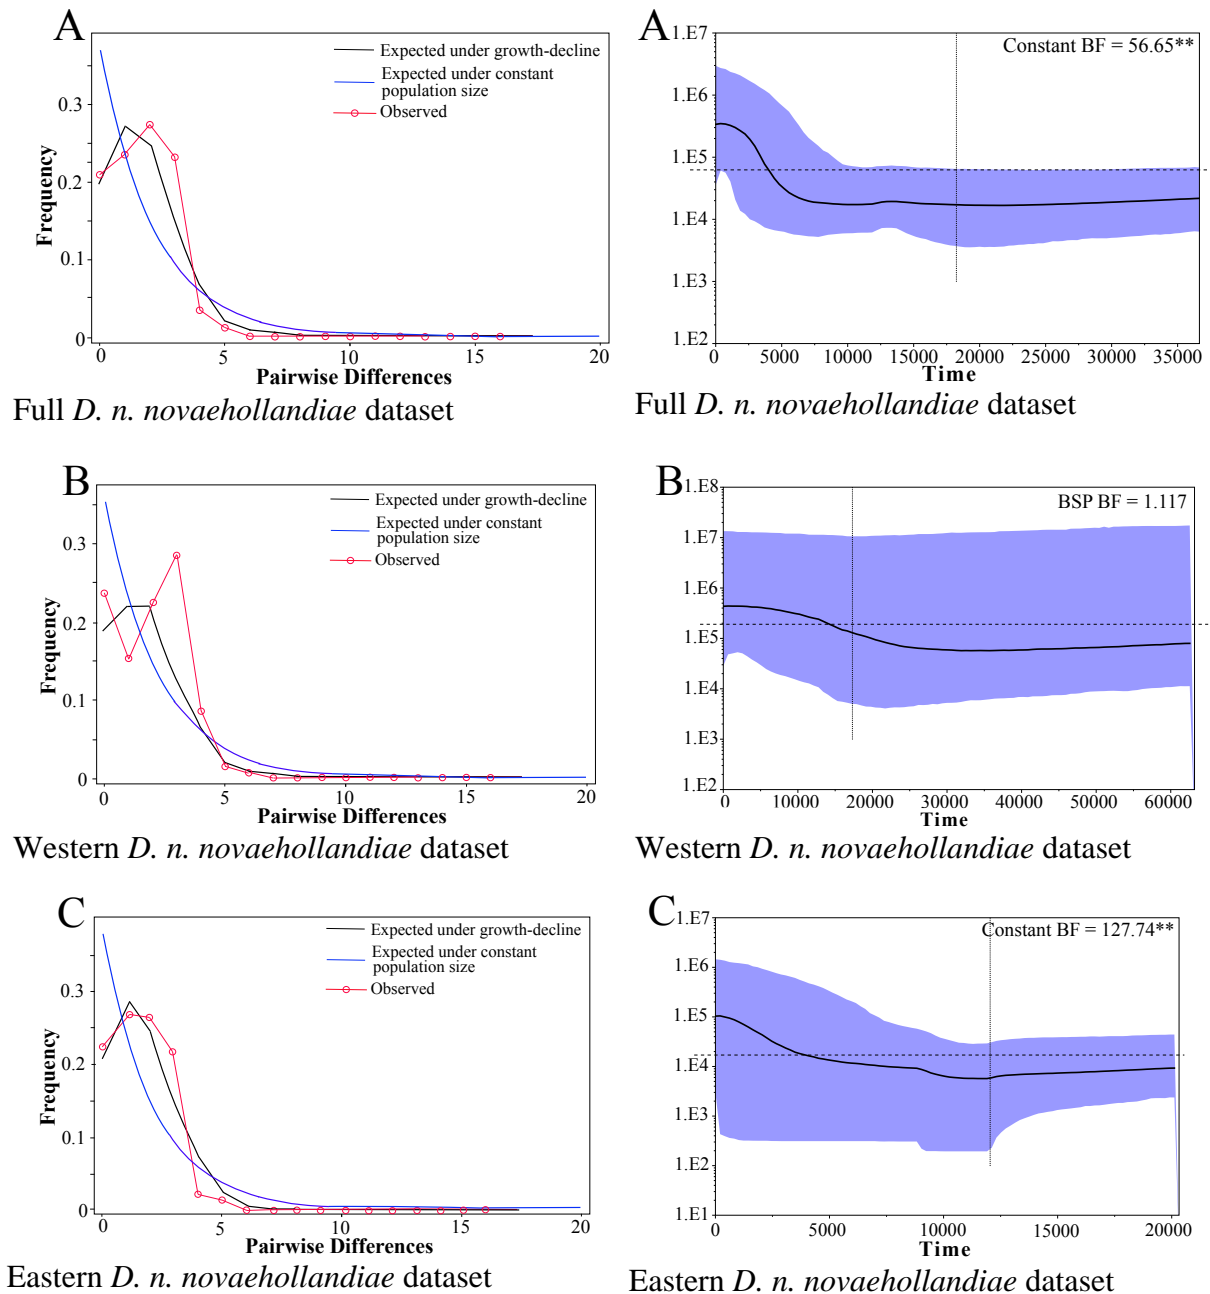 A
Expected under growth-decline
Expected under constant
population size
Observed
Frequency
0.3
0.2
0.1
0
0 5 10 15 20
Pairwise Differences
Full D. n. novaehollandiae dataset
A
Constant BF = 56.65**
1.E7
1.E6
1.E5
1.E4
1.E3
1.E2
0 5000 10000 15000 20000 25000 30000 35000
Time
Full D. n. novaehollandiae dataset
B
Expected under growth-decline
Expected under constant
population size
Observed
Frequency
0.3
0.2
0.1
0
0 5 10 15 20
Pairwise Differences
Western D. n. novaehollandiae dataset
B
BSP BF = 1.117
1.E8
1.E7
1.E6
1.E5
1.E4
1.E3
1.E2
0 10000 20000 30000 40000 50000 60000
Time
Western D. n. novaehollandiae dataset
C
Expected under growth-decline
Expected under constant
population size
Observed
Frequency
0.3
0.2
0.1
0
0 5 10 15 20
Pairwise Differences
Eastern D. n. novaehollandiae dataset
C
Constant BF = 127.74**
1.E7
1.E6
1.E5
1.E4
1.E3
1.E2
1.E1
0 5000 10000 15000 20000
Time
Eastern D. n. novaehollandiae dataset